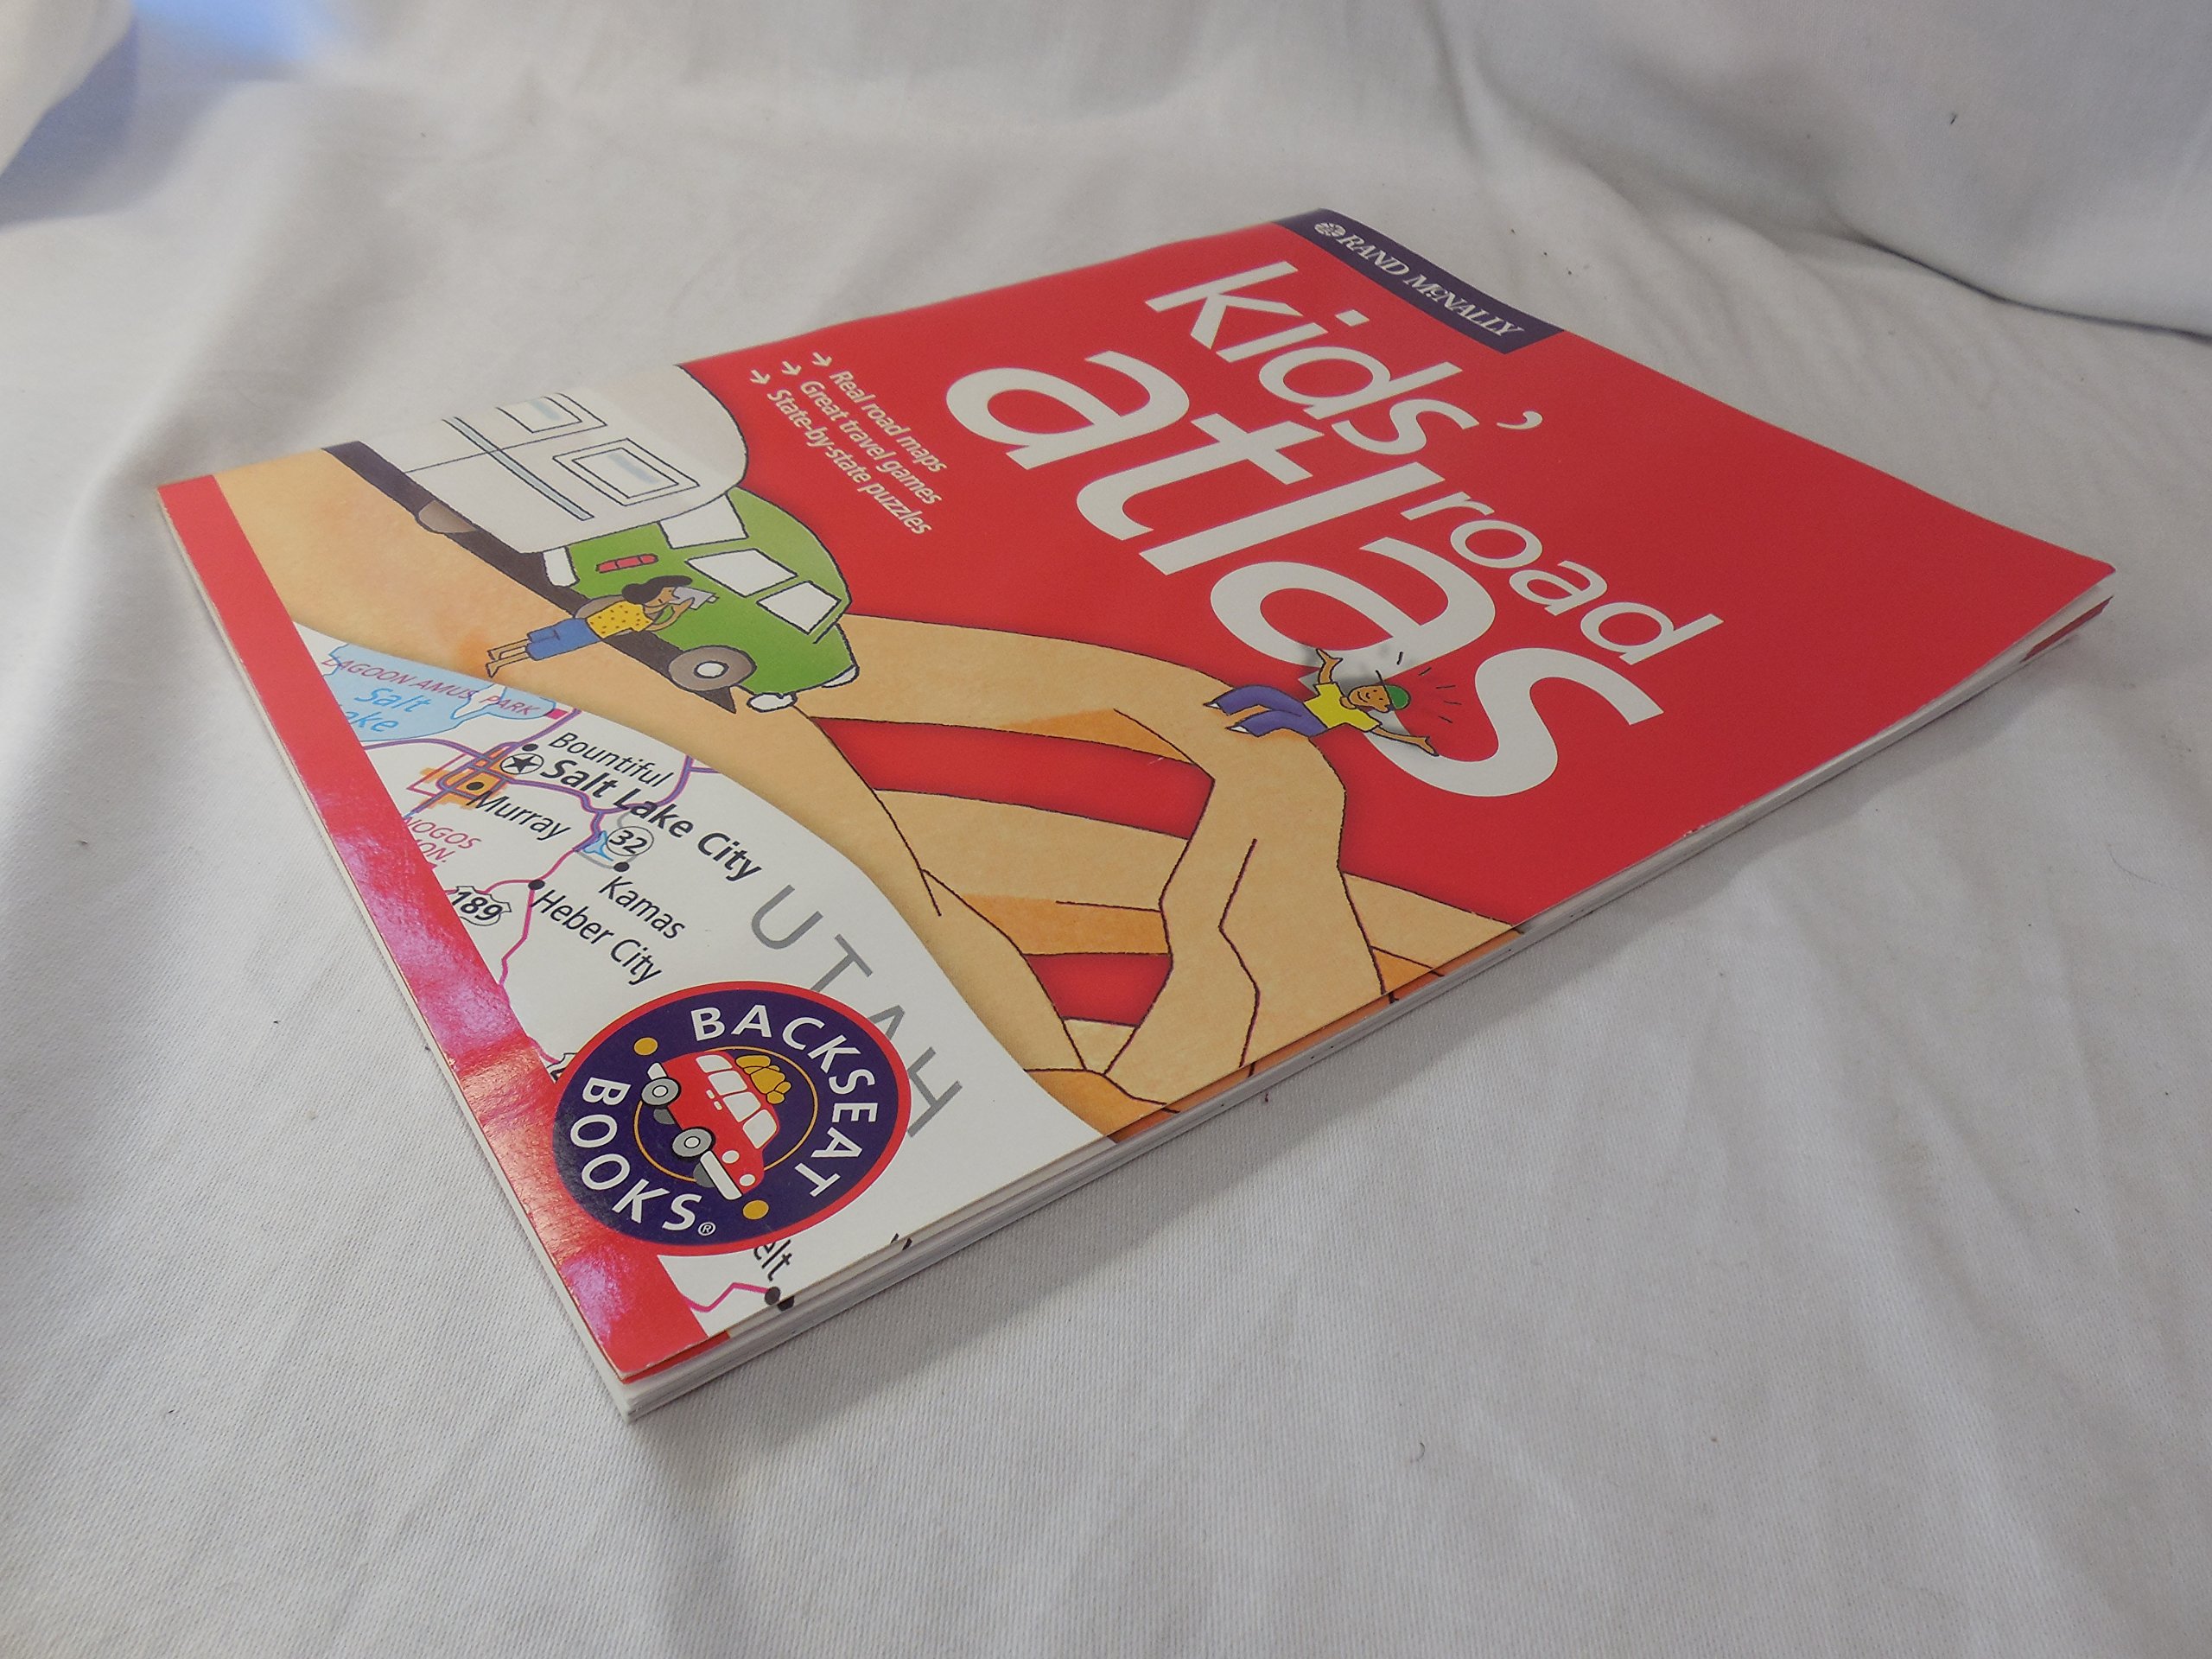 RAND McNALLY
kids' road
atlas
→ Real road maps
→ Great travel games
→ State-by-state puzzles
LAGOON AMUS. PARK
Salt
Lake
Bountiful
Salt Lake City
Murray
32
Kamas
189
Heber City
UTAH
BACKSEAT
BOOKS®